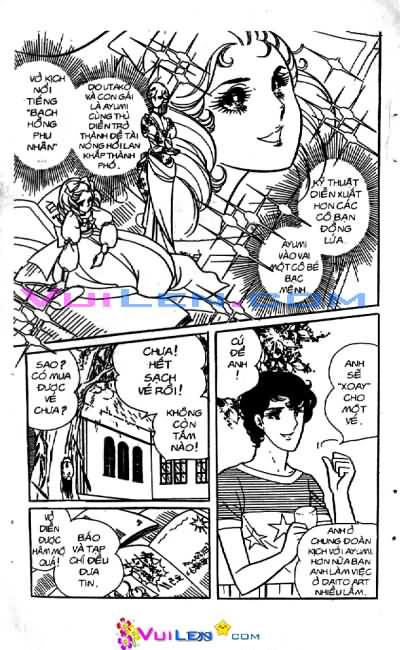 VỞ KỊCH
NỔI
TIẾNG
"BẠCH
HỒNG
PHU
NHÂN"
...
DO UTAKO
VÀ CON GÁI
LÀ AYUMI
CÙNG THỦ
DIỄN TRỞ
THÀNH ĐỀ TÀI
NÓNG HỔI LAN
KHẮP THÀNH
PHỐ.
KỸ THUẬT
DIỄN XUẤT
HƠN CÁC
CÔ BẠN
ĐỒNG
LỨA.
AYUMI
VÀO VAI
MỘT CÔ BÉ
BẠC
MỆNH
VUILEN.COM
SAO?
CÓ MUA
ĐƯỢC
VÉ
CHƯA?
CHƯA!
HẾT
SẠCH
VÉ RỒI!
KHÔNG
CÒN
TẤM
NÀO!
CỨ
ĐỂ
ANH!
ANH
SẼ
"XOAY"
CHO
MỘT
VÉ.
VỞ
DIỄN
ĐƯỢC
HÂM MỘ
QUÁ!
BÁO
VÀ TẠP
CHÍ ĐỀU
ĐƯA
TIN.
ANH Ở
CHUNG ĐOÀN
KỊCH VỚI AYUMI
HƠN NỮA BẠN
ANH LÀM VIỆC
Ở DAITO ART
NHIỀU LẮM.
VUILEN.COM